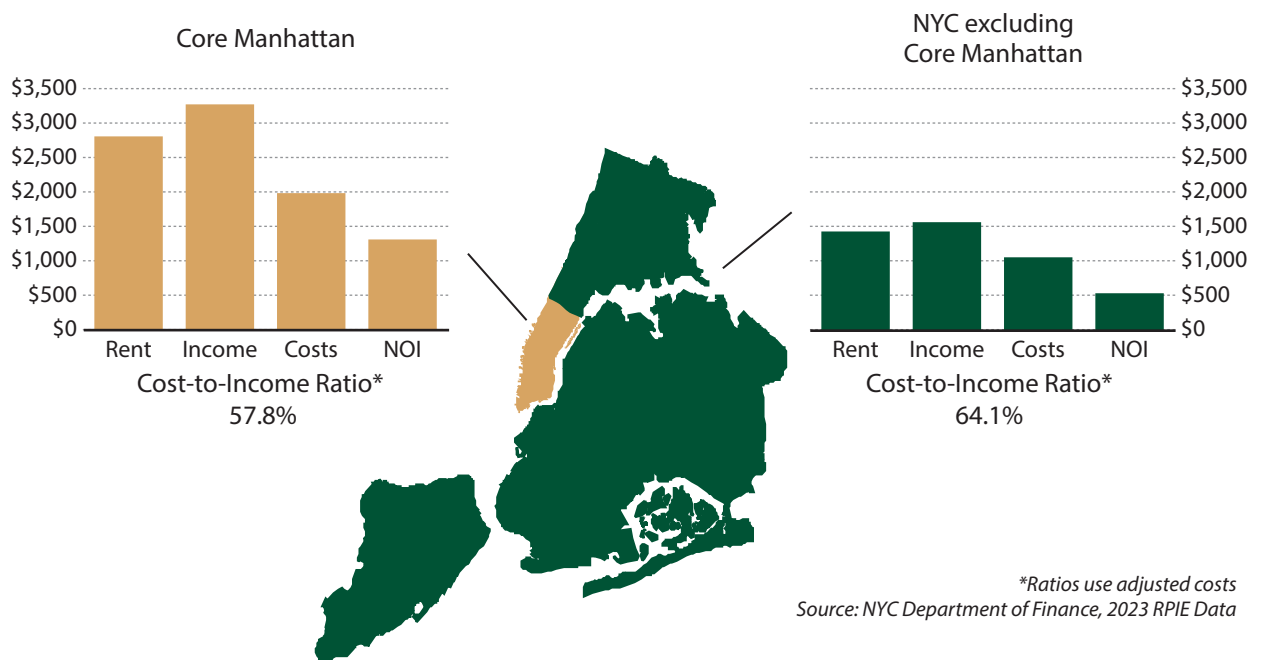 Core Manhattan
$3,500
$3,000
$2,500
$2,000
$1,500
$1,000
$500
$0
Rent Income Costs NOI
Cost-to-Income Ratio*
57.8%
NYC excluding
Core Manhattan
$3,500
$3,000
$2,500
$2,000
$1,500
$1,000
$500
$0
Rent Income Costs NOI
Cost-to-Income Ratio*
64.1%
*Ratios use adjusted costs
Source: NYC Department of Finance, 2023 RPIE Data